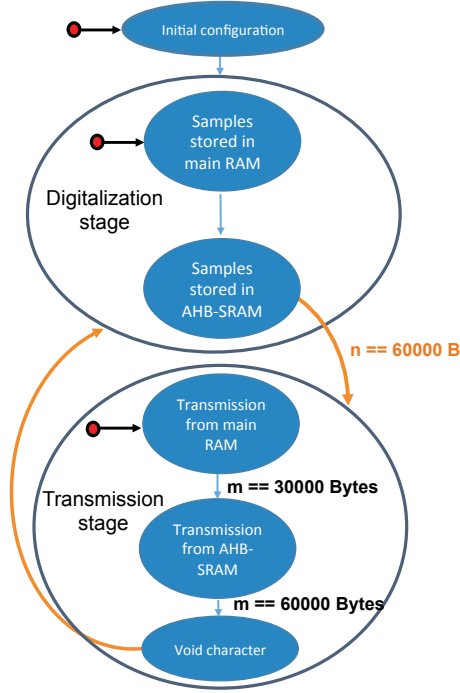 Initial configuration
Samples
stored in
main RAM
Digitalization
stage
Samples
stored in
AHB-SRAM
n == 60000 B
Transmission
from main
RAM
m == 30000 Bytes
Transmission
stage
Transmission
from AHB-
SRAM
m == 60000 Bytes
Void character